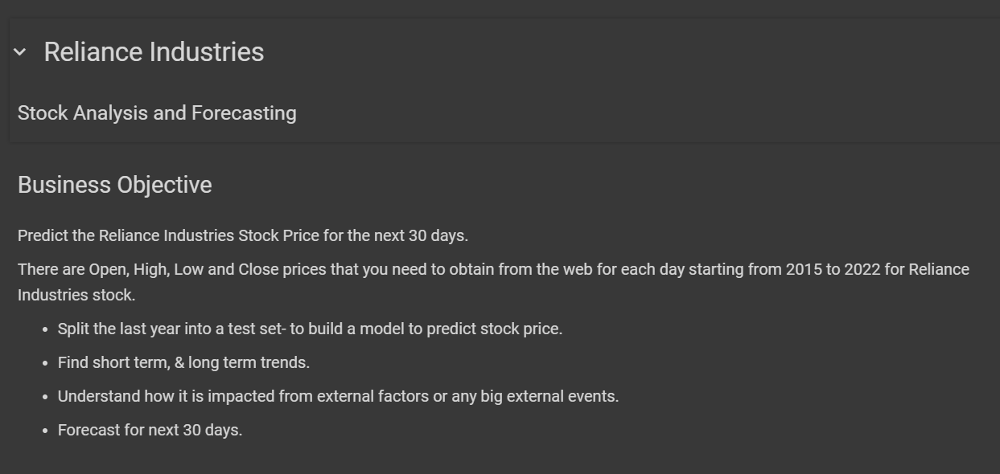 Reliance Industries
Stock Analysis and Forecasting
Business Objective
Predict the Reliance Industries Stock Price for the next 30 days.
There are Open, High, Low and Close prices that you need to obtain from the web for each day starting from 2015 to 2022 for Reliance
Industries stock.
• Split the last year into a test set- to build a model to predict stock price.
• Find short term, & long term trends.
• Understand how it is impacted from external factors or any big external events.
• Forecast for next 30 days.